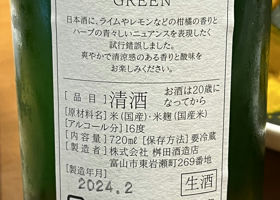 GREEN
日本酒に、ライムやレモンなどの柑橘の香りと
ハーブの青々しいニュアンスを表現したく
試行錯誤しました。
爽やかで清涼感のある香りと酸味を
お楽しみください。
[品目] 清酒 お酒は20歳に
なってから
[原材料名] 米(国産)・米麹(国産米)
[アルコール分] 16度
[内容量] 720ml [保存方法] 要冷蔵
[製造者] 株式会社 桝田酒造店
富山市東岩瀬町269番地
[製造年月]
2024.2
生酒